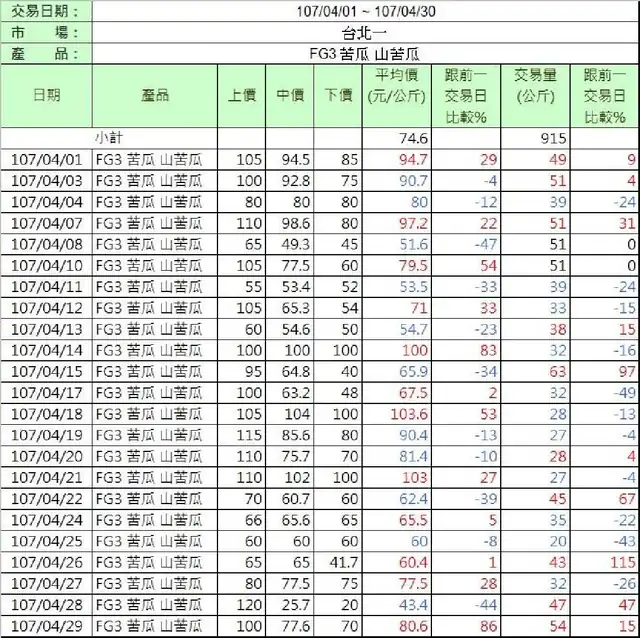 交易日期： 107/04/01 ~ 107/04/30
市 場： 台北一
產 品： FG3 苦瓜 山苦瓜
日期 產品 上價 中價 下價 平均價 (元/公斤) 跟前一交易日比較% 交易量 (公斤) 跟前一交易日比較%
小計 74.6 915
107/04/01 FG3 苦瓜 山苦瓜 105 94.5 85 94.7 29 49 9
107/04/03 FG3 苦瓜 山苦瓜 100 92.8 75 90.7 -4 51 4
107/04/04 FG3 苦瓜 山苦瓜 80 80 80 80 -12 39 -24
107/04/07 FG3 苦瓜 山苦瓜 110 98.6 80 97.2 22 51 31
107/04/08 FG3 苦瓜 山苦瓜 65 49.3 45 51.6 -47 51 0
107/04/10 FG3 苦瓜 山苦瓜 105 77.5 60 79.5 54 51 0
107/04/11 FG3 苦瓜 山苦瓜 55 53.4 52 53.5 -33 39 -24
107/04/12 FG3 苦瓜 山苦瓜 105 65.3 54 71 33 33 -15
107/04/13 FG3 苦瓜 山苦瓜 60 54.6 50 54.7 -23 38 15
107/04/14 FG3 苦瓜 山苦瓜 100 100 100 100 83 32 -16
107/04/15 FG3 苦瓜 山苦瓜 95 64.8 40 65.9 -34 63 97
107/04/17 FG3 苦瓜 山苦瓜 100 63.2 48 67.5 2 32 -49
107/04/18 FG3 苦瓜 山苦瓜 105 104 100 103.6 53 28 -13
107/04/19 FG3 苦瓜 山苦瓜 115 85.6 80 90.4 -13 27 -4
107/04/20 FG3 苦瓜 山苦瓜 110 75.7 70 81.4 -10 28 4
107/04/21 FG3 苦瓜 山苦瓜 110 102 100 103 27 27 -4
107/04/22 FG3 苦瓜 山苦瓜 70 60.7 60 62.4 -39 45 67
107/04/24 FG3 苦瓜 山苦瓜 66 65.6 65 65.5 5 35 -22
107/04/25 FG3 苦瓜 山苦瓜 60 60 60 60 -8 20 -43
107/04/26 FG3 苦瓜 山苦瓜 65 65 41.7 60.4 1 43 115
107/04/27 FG3 苦瓜 山苦瓜 80 77.5 75 77.5 28 32 -26
107/04/28 FG3 苦瓜 山苦瓜 120 25.7 20 43.4 -44 47 47
107/04/29 FG3 苦瓜 山苦瓜 100 77.6 70 80.6 86 54 15